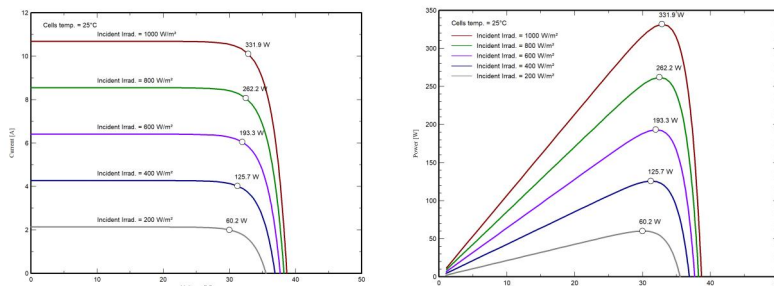 Cells temp. = 25°C
Incident Irrad. = 1000 W/m²
331.9 W
Incident Irrad. = 800 W/m²
262.2 W
Incident Irrad. = 600 W/m²
193.3 W
Incident Irrad. = 400 W/m²
125.7 W
Incident Irrad. = 200 W/m²
60.2 W
Current [A]
12
10
8
6
4
2
0
0
10
20
30
40
50
Cells temp. = 25°C
Incident Irrad. = 1000 W/m²
Incident Irrad. = 800 W/m²
Incident Irrad. = 600 W/m²
Incident Irrad. = 400 W/m²
Incident Irrad. = 200 W/m²
331.9 W
262.2 W
193.3 W
125.7 W
60.2 W
Power [W]
350
300
250
200
150
100
50
0
0
10
20
30
40